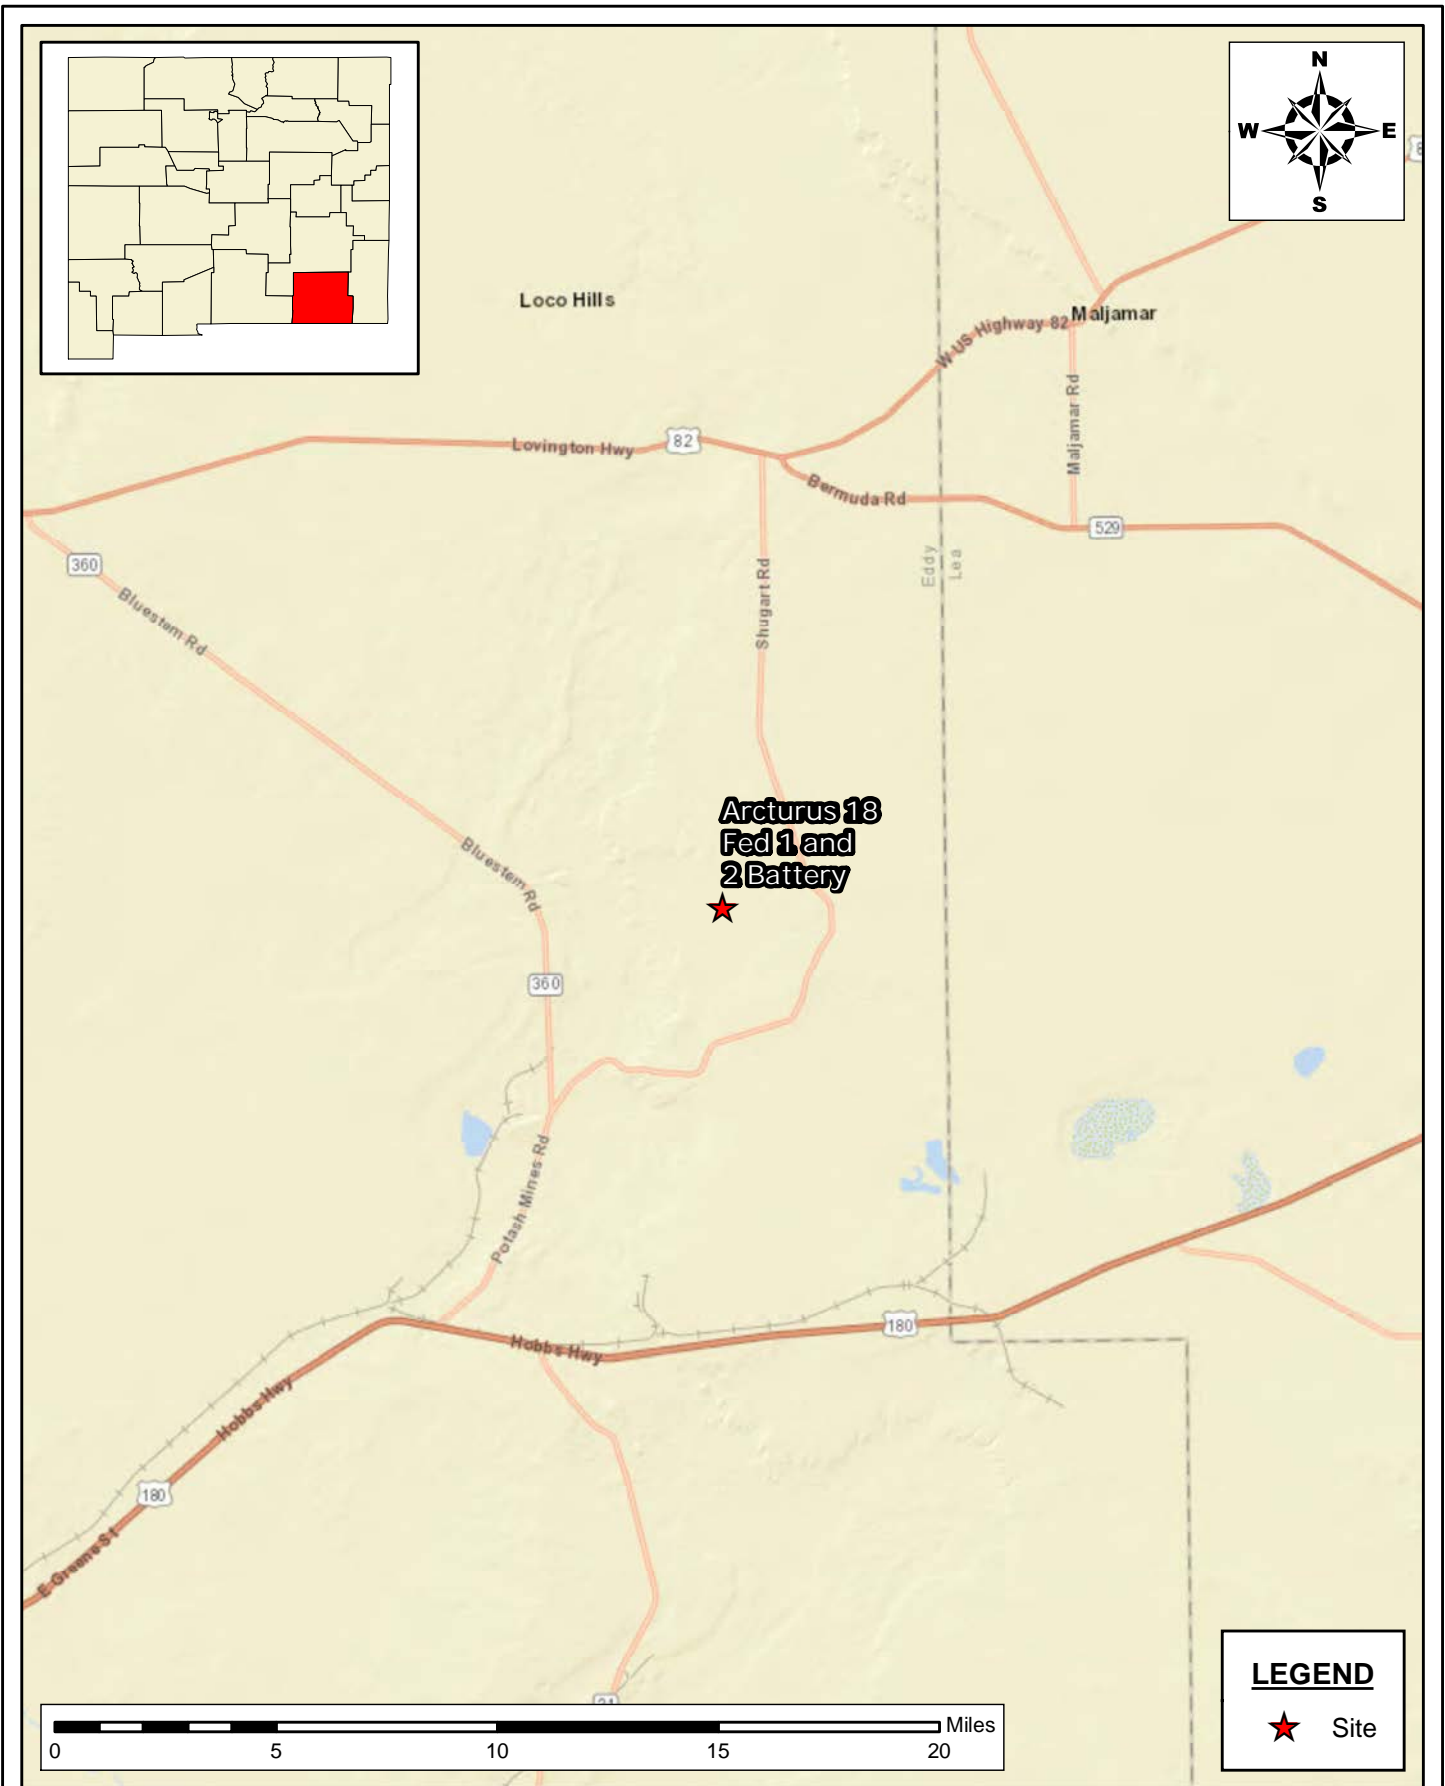 N
W
E
S
8
Loco Hills
Maljamar
W US Highway 82
Maljamar Rd
Lovington Hwy
82
Bermuda Rd
529
360
Bluestem Rd
Shugart Rd
Eddy
Lea
Arcturus 18
Fed 1 and
2 Battery
Bluestem Rd
360
Potash Mines Rd
180
Hobbs Hwy
Hobbs Hwy
180
E Greene St
31
LEGEND
Site
Miles
0
5
10
15
20